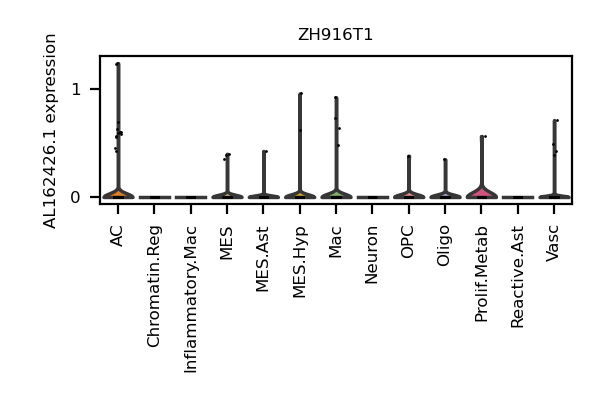 ZH916T1
AL162426.1 expression
1
0
AC
Chromatin.Reg
Inflammatory.Mac
MES
MES.Ast
MES.Hyp
Mac
Neuron
OPC
Oligo
Prolif.Metab
Reactive.Ast
Vasc